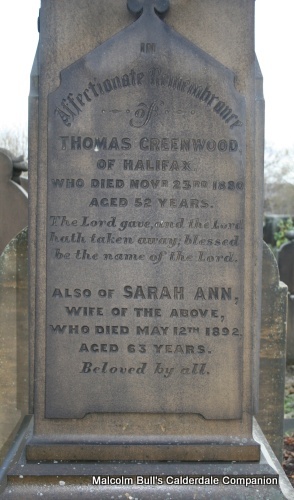 IN
Affectionate Remembrance
of
THOMAS GREENWOOD,
OF HALIFAX,
WHO DIED NOVR 23RD 1880
AGED 52 YEARS.
The Lord gave, and the Lord
hath taken away; blessed
be the name of the Lord.
ALSO OF SARAH ANN,
WIFE OF THE ABOVE,
WHO DIED MAY 12TH 1892,
AGED 63 YEARS.
Beloved by all.
Malcolm Bull's Calderdale Companion